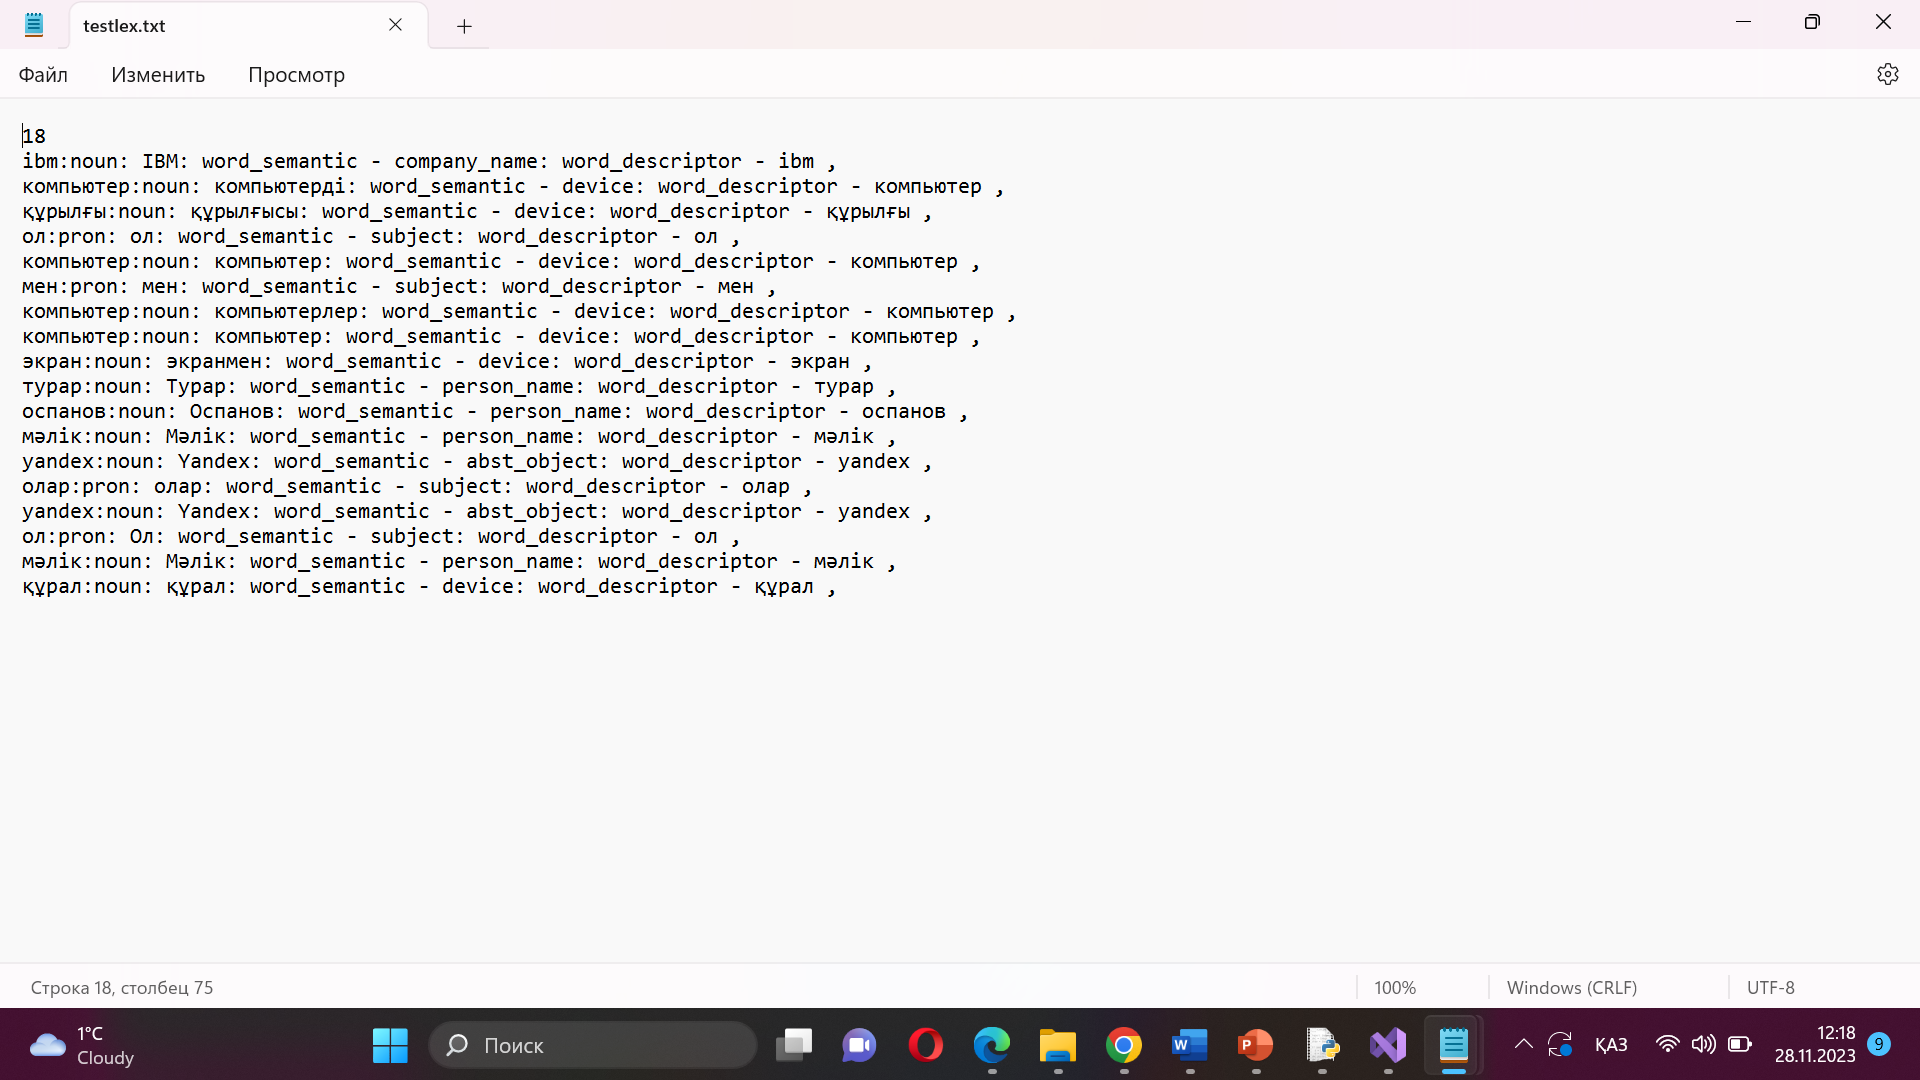 testlex.txt
Файл Изменить Просмотр
18
ibm:noun: IBM: word_semantic - company_name: word_descriptor - ibm ,
компьютер:noun: компьютерді: word_semantic - device: word_descriptor - компьютер ,
құрылғы:noun: құрылғысы: word_semantic - device: word_descriptor - құрылғы ,
ол:pron: ол: word_semantic - subject: word_descriptor - ол ,
компьютер:noun: компьютер: word_semantic - device: word_descriptor - компьютер ,
мен:pron: мен: word_semantic - subject: word_descriptor - мен ,
компьютер:noun: компьютерлер: word_semantic - device: word_descriptor - компьютер ,
компьютер:noun: компьютер: word_semantic - device: word_descriptor - компьютер ,
экран:noun: экранмен: word_semantic - device: word_descriptor - экран ,
турар:noun: Турар: word_semantic - person_name: word_descriptor - турар ,
оспанов:noun: Оспанов: word_semantic - person_name: word_descriptor - оспанов ,
мәлік:noun: Мәлік: word_semantic - person_name: word_descriptor - мәлік ,
yandex:noun: Yandex: word_semantic - abst_object: word_descriptor - yandex ,
олар:pron: олар: word_semantic - subject: word_descriptor - олар ,
yandex:noun: Yandex: word_semantic - abst_object: word_descriptor - yandex ,
ол:pron: Ол: word_semantic - subject: word_descriptor - ол ,
мәлік:noun: Мәлік: word_semantic - person_name: word_descriptor - мәлік ,
құрал:noun: құрал: word_semantic - device: word_descriptor - құрал ,
Строка 18, столбец 75 100% Windows (CRLF) UTF-8
1°C
Cloudy
Поиск
ҚАЗ
12:18
28.11.2023
9